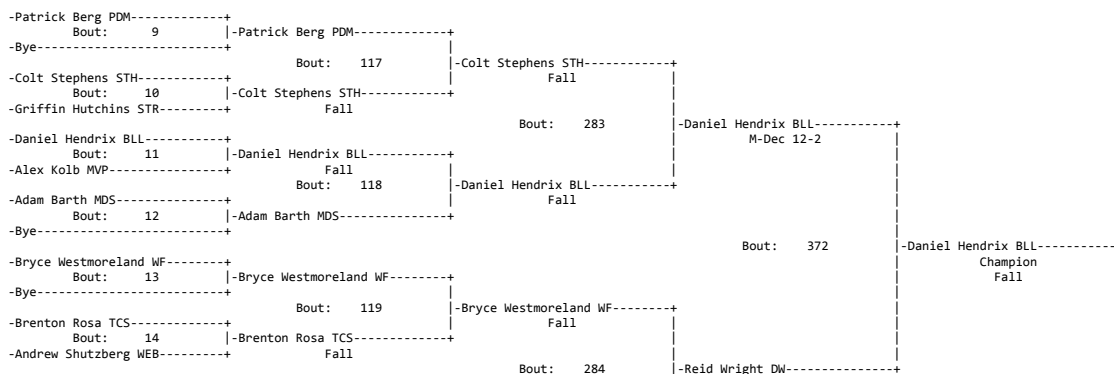 -Patrick Berg PDM-------------+
Bout: 9 |-Patrick Berg PDM-------------+
-Bye--------------------------+ |
Bout: 117 |-Colt Stephens STH------------+
-Colt Stephens STH------------+ | Fall |
Bout: 10 |-Colt Stephens STH------------+ |
-Griffin Hutchins STR---------+ Fall |
Bout: 283 |-Daniel Hendrix BLL-----------+
-Daniel Hendrix BLL-----------+ | M-Dec 12-2 |
Bout: 11 |-Daniel Hendrix BLL-----------+ | |
-Alex Kolb MVP----------------+ Fall | | |
Bout: 118 |-Daniel Hendrix BLL-----------+ |
-Adam Barth MDS---------------+ | Fall |
Bout: 12 |-Adam Barth MDS---------------+ |
-Bye--------------------------+ |
Bout: 372 |-Daniel Hendrix BLL-----------
-Bryce Westmoreland WF--------+ | Champion
Bout: 13 |-Bryce Westmoreland WF--------+ | Fall
-Bye--------------------------+ | |
Bout: 119 |-Bryce Westmoreland WF--------+ |
-Brenton Rosa TCS-------------+ | Fall | |
Bout: 14 |-Brenton Rosa TCS-------------+ | |
-Andrew Shutzberg WEB---------+ Fall | |
Bout: 284 |-Reid Wright DW---------------+